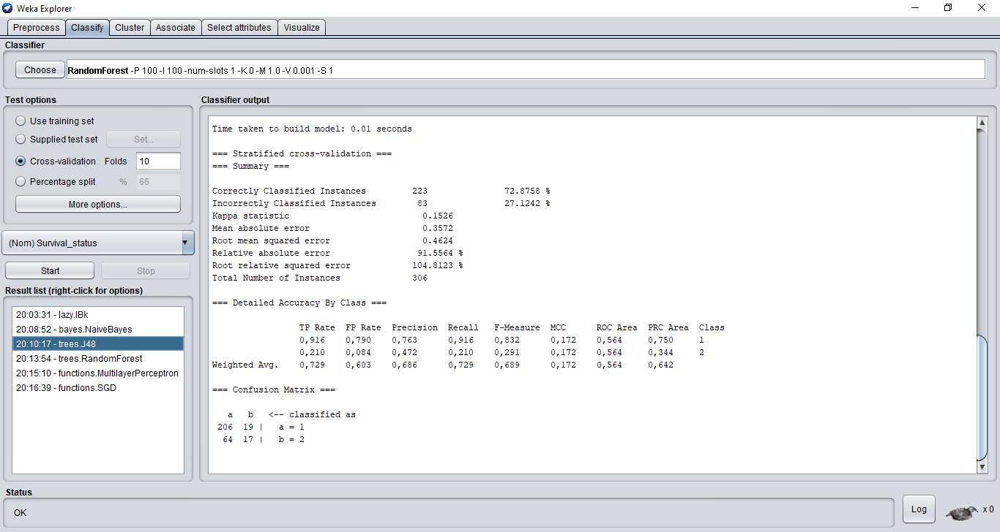 Weka Explorer
Preprocess Classify Cluster Associate Select attributes Visualize
Classifier
Choose RandomForest -P 100 -I 100 -num-slots 1 -K 0 -M 1.0 -V 0.001 -S 1
Test options
Use training set
Supplied test set Set...
Cross-validation Folds 10
Percentage split % 66
More options...
(Nom) Survival_status
Start Stop
Result list (right-click for options)
20:03:31 - lazy.IBk
20:08:52 - bayes.NaiveBayes
20:10:17 - trees.J48
20:13:54 - trees.RandomForest
20:15:10 - functions.MultilayerPerceptron
20:16:39 - functions.SGD
Classifier output
Time taken to build model: 0.01 seconds
=== Stratified cross-validation ===
=== Summary ===
Correctly Classified Instances 223 72.8758 %
Incorrectly Classified Instances 83 27.1242 %
Kappa statistic 0.1526
Mean absolute error 0.3572
Root mean squared error 0.4624
Relative absolute error 91.5564 %
Root relative squared error 104.8123 %
Total Number of Instances 306
=== Detailed Accuracy By Class ===
TP Rate FP Rate Precision Recall F-Measure MCC ROC Area PRC Area Class
0,916 0,790 0,763 0,916 0,832 0,172 0,564 0,750 1
0,210 0,084 0,472 0,210 0,291 0,172 0,564 0,344 2
Weighted Avg. 0,729 0,603 0,686 0,729 0,689 0,172 0,564 0,642
=== Confusion Matrix ===
a b <-- classified as
206 19 | a = 1
64 17 | b = 2
Status
OK
Log x 0